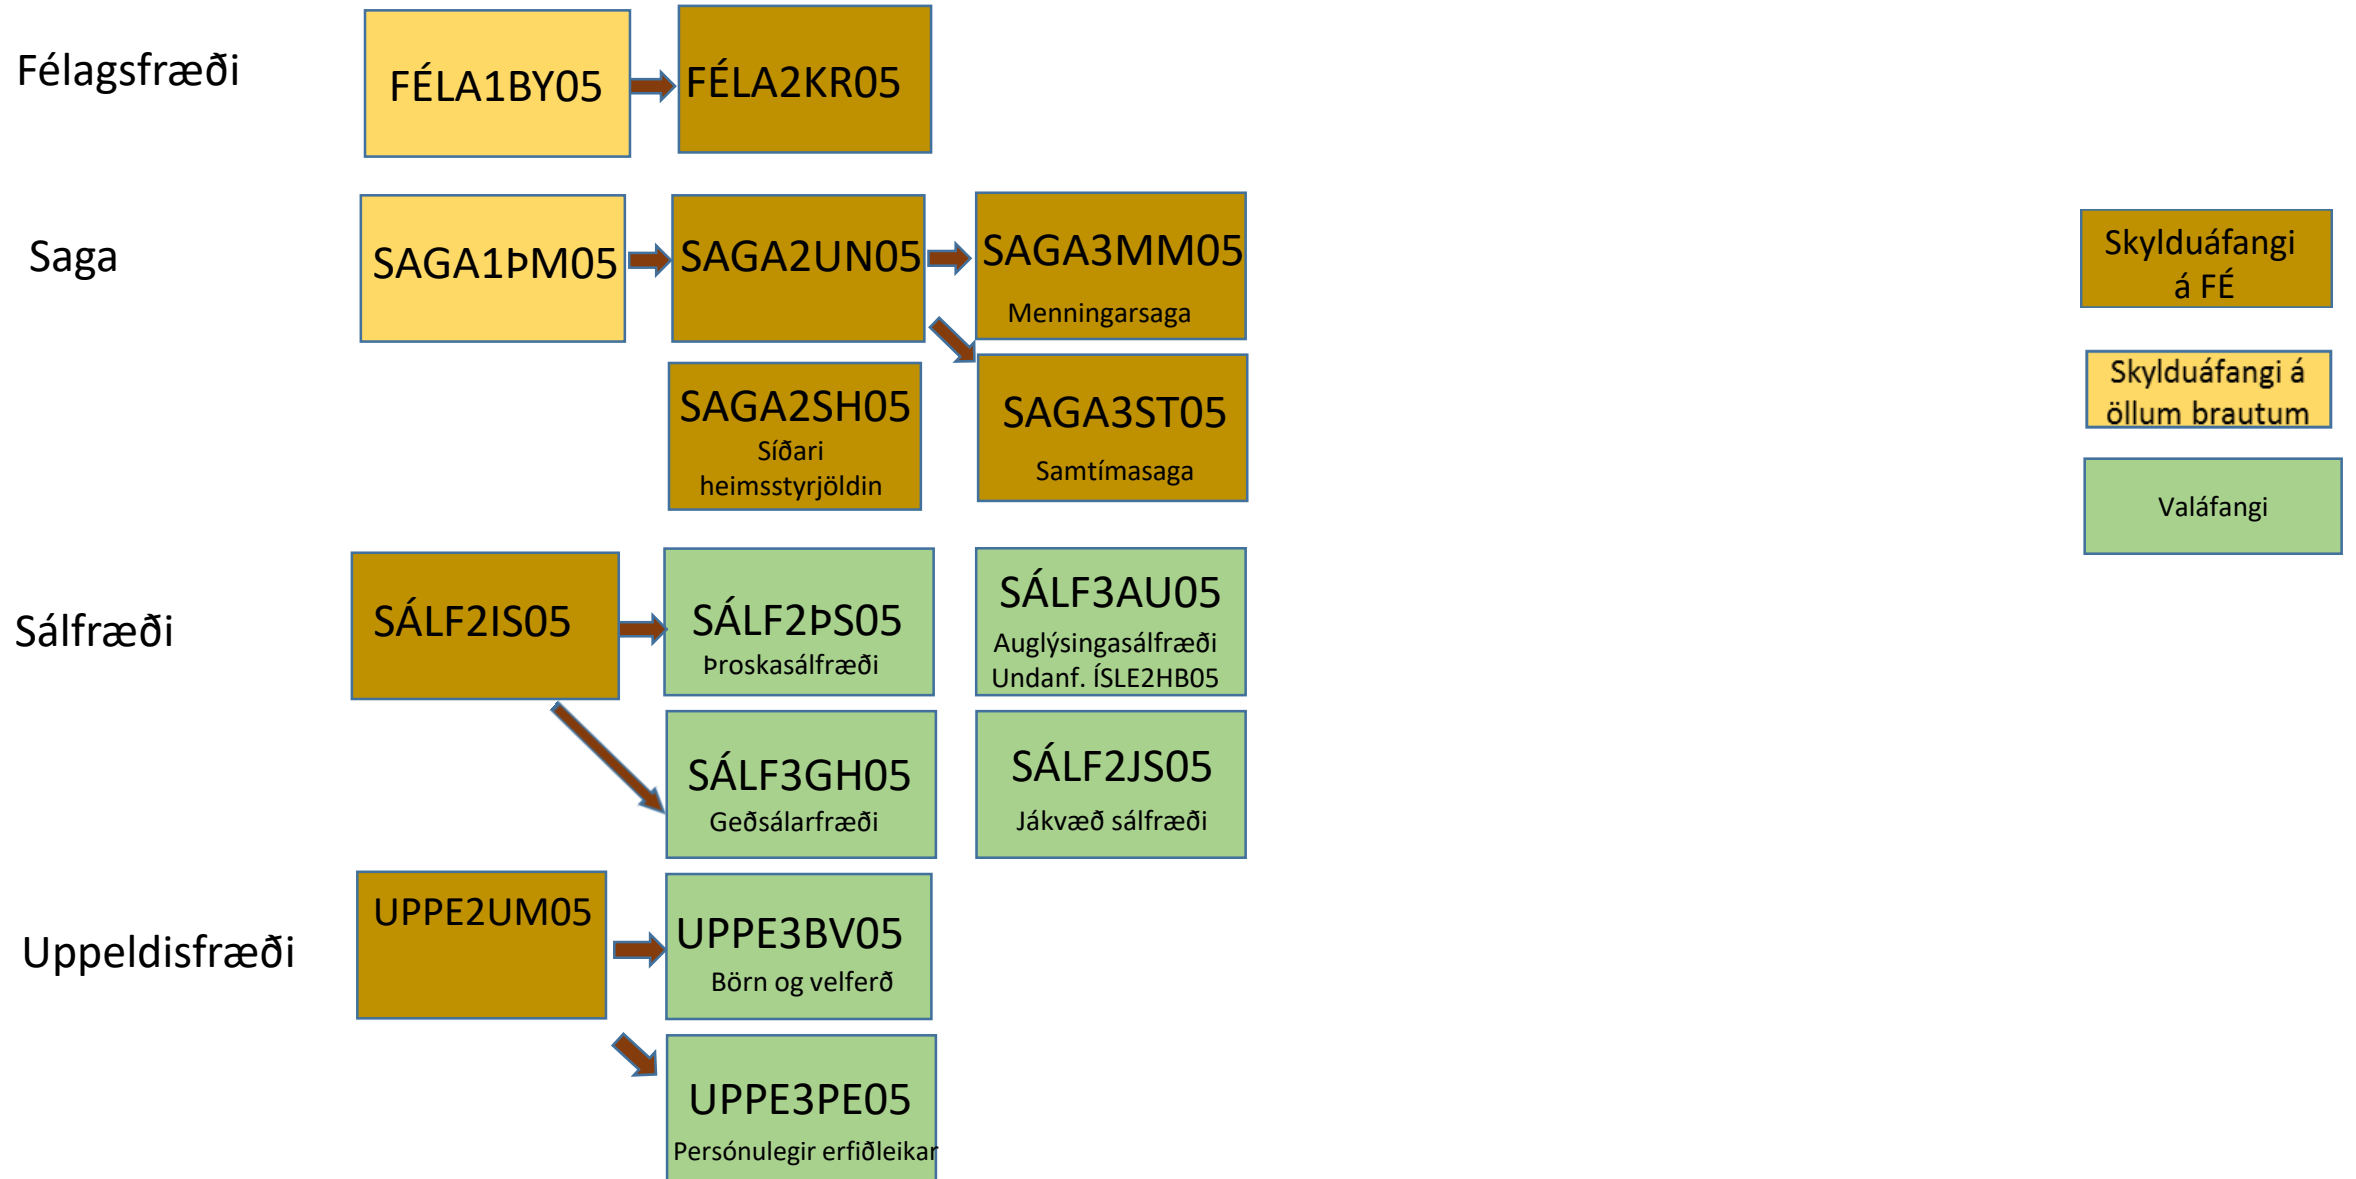 Félagsfræði
FÉLA1BY05
FÉLA2KR05
Saga
SAGA1ÞM05
SAGA2UN05
SAGA3MM05
Menningarsaga
SAGA2SH05
Síðari
heimsstyrjöldin
SAGA3ST05
Samtímasaga
Skylduáfangi
á FÉ
Skylduáfangi á
öllum brautum
Valáfangi
Sálfræði
SÁLF2IS05
SÁLF2ÞS05
Þroskasálfræði
SÁLF3AU05
Auglýsingasálfræði
Undanf. ÍSLE2HB05
SÁLF3GH05
Geðsálarfræði
SÁLF2JS05
Jákvæð sálfræði
Uppeldisfræði
UPPE2UM05
UPPE3BV05
Börn og velferð
UPPE3PE05
Persónulegir erfiðleikar